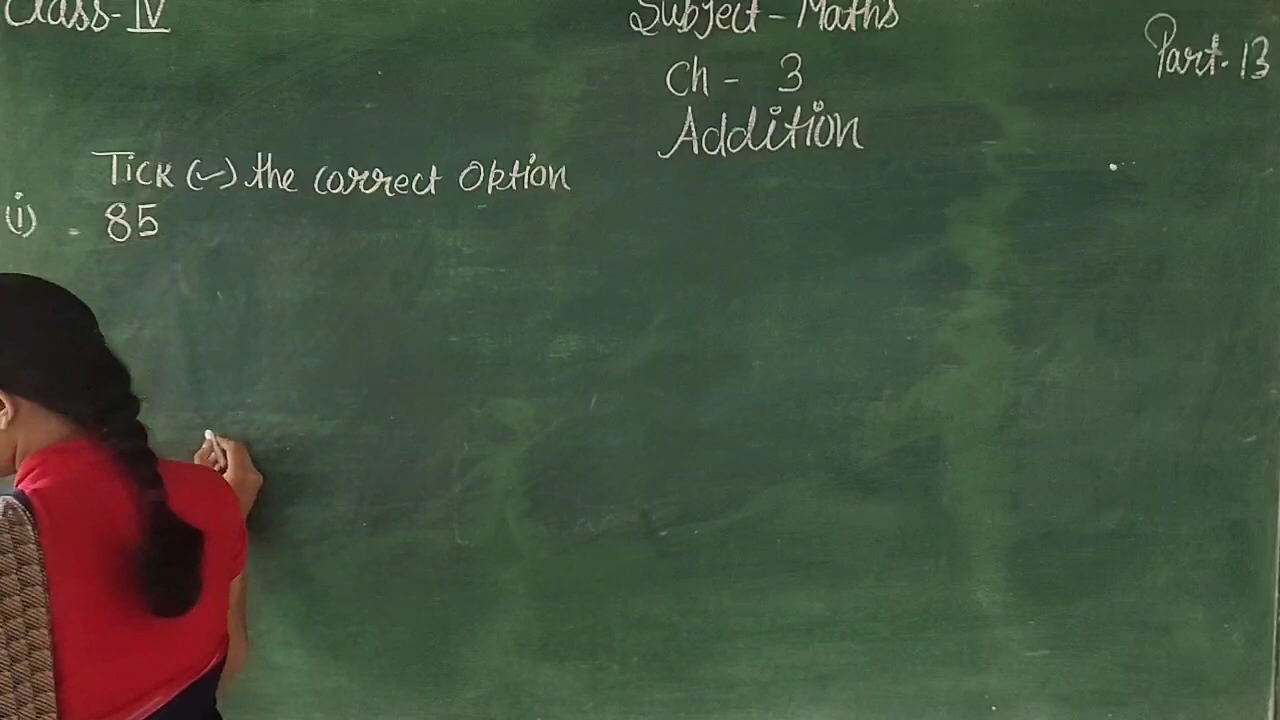 Class-IV
Subject - Maths
Part-13
Ch - 3
Addition
Tick (✓) the correct option
(i) 85